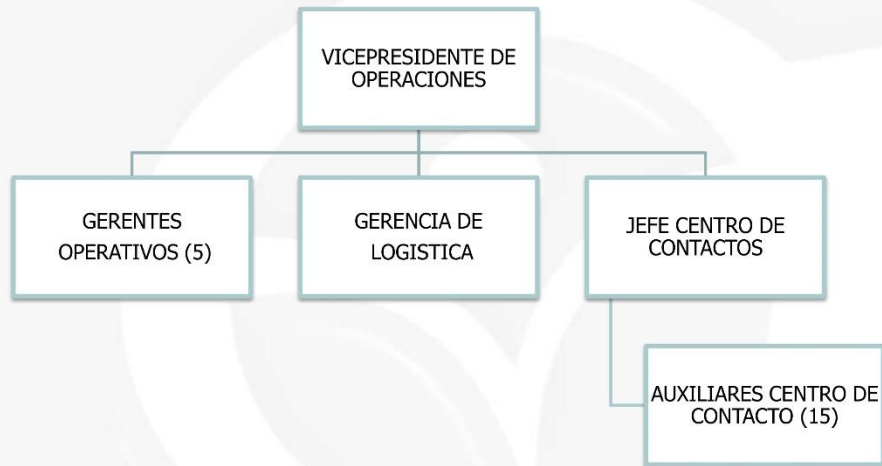 VICEPRESIDENTE DE
OPERACIONES
GERENTES
OPERATIVOS (5)
GERENCIA DE
LOGISTICA
JEFE CENTRO DE
CONTACTOS
AUXILIARES CENTRO DE
CONTACTO (15)